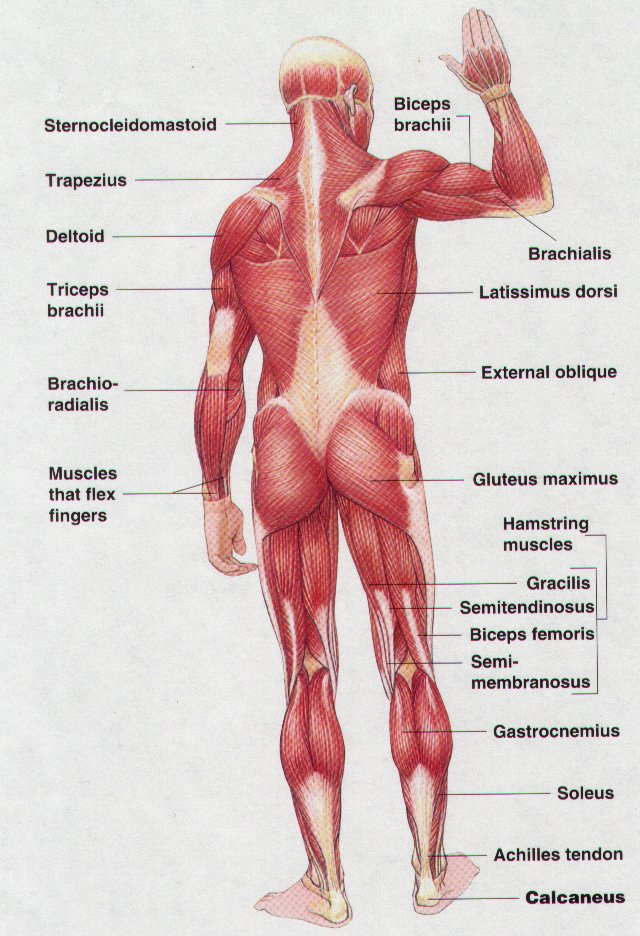 Biceps
brachii
Sternocleidomastoid
Trapezius
Deltoid
Brachialis
Triceps
brachii
Latissimus dorsi
External oblique
Brachio-
radialis
Muscles
that flex
fingers
Gluteus maximus
Hamstring
muscles
Gracilis
Semitendinosus
Biceps femoris
Semi-
membranosus
Gastrocnemius
Soleus
Achilles tendon
Calcaneus